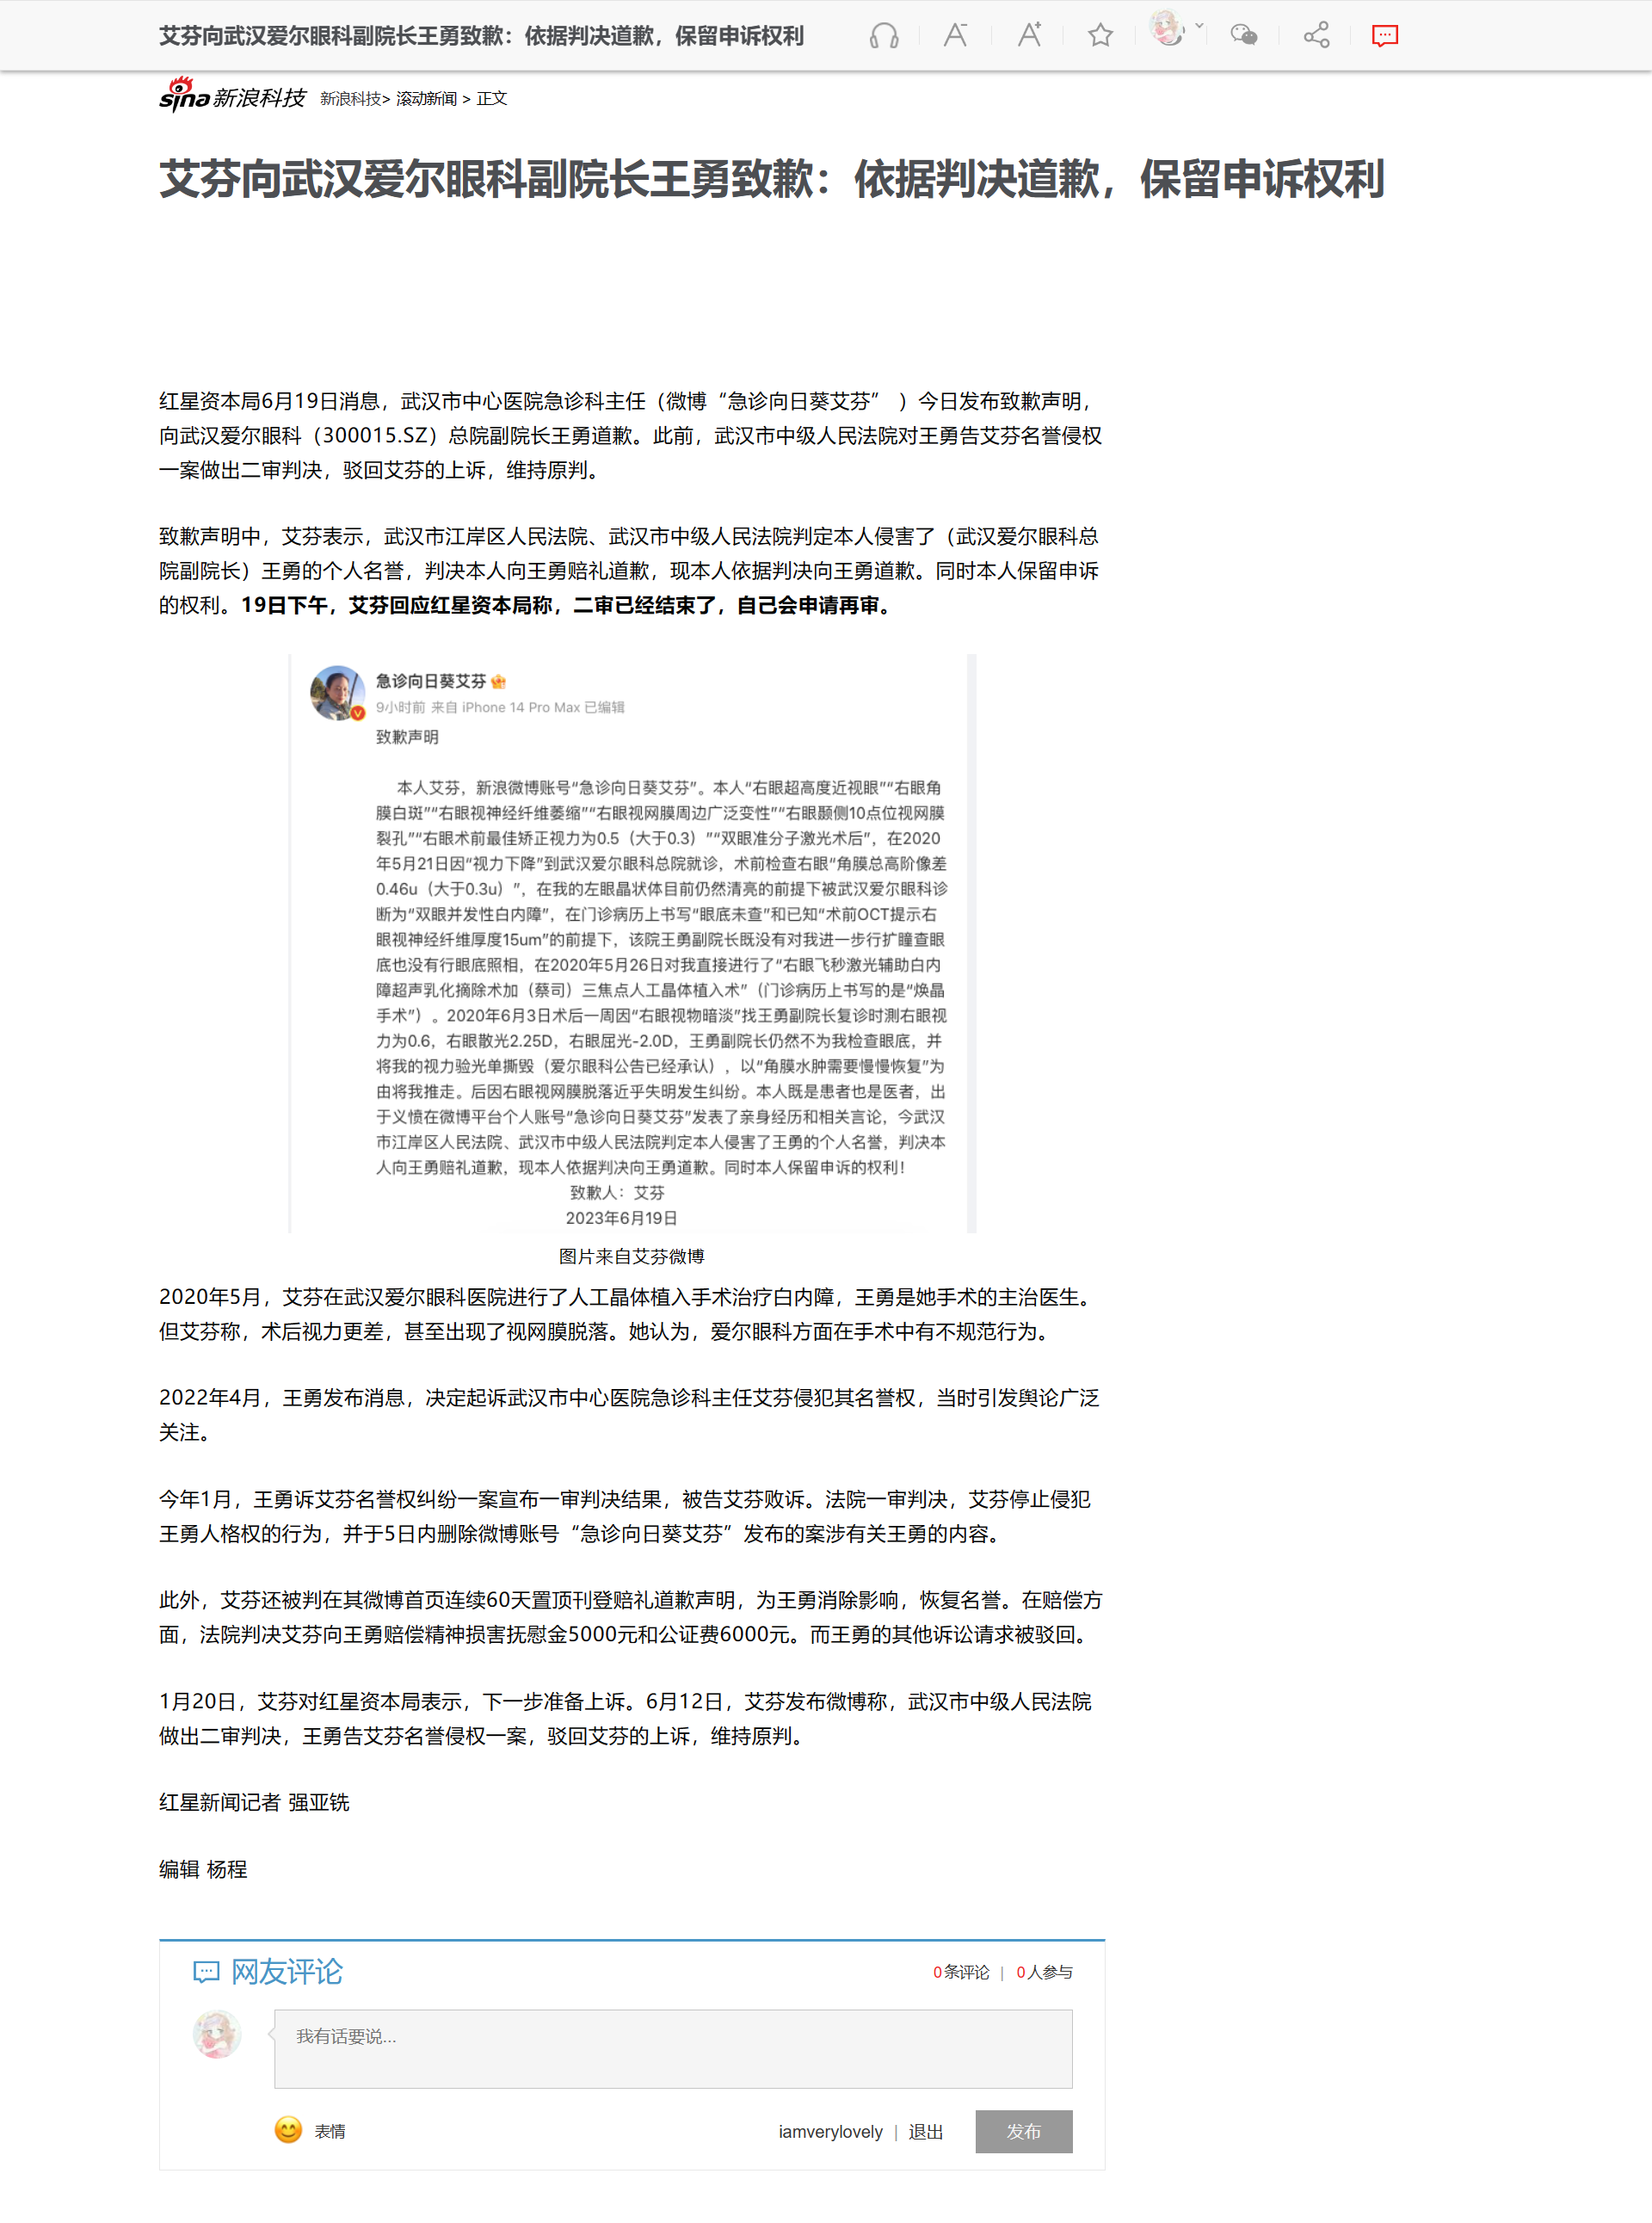 艾芬向武汉爱尔眼科副院长王勇致歉：依据判决道歉，保留申诉权利
sina 新浪科技 新浪科技> 滚动新闻 > 正文
艾芬向武汉爱尔眼科副院长王勇致歉：依据判决道歉，保留申诉权利
红星资本局6月19日消息，武汉市中心医院急诊科主任（微博“急诊向日葵艾芬” ）今日发布致歉声明，
向武汉爱尔眼科（300015.SZ）总院副院长王勇道歉。此前，武汉市中级人民法院对王勇告艾芬名誉侵权
一案做出二审判决，驳回艾芬的上诉，维持原判。
致歉声明中，艾芬表示，武汉市江岸区人民法院、武汉市中级人民法院判定本人侵害了（武汉爱尔眼科总
院副院长）王勇的个人名誉，判决本人向王勇赔礼道歉，现本人依据判决向王勇道歉。同时本人保留申诉
的权利。19日下午，艾芬回应红星资本局称，二审已经结束了，自己会申请再审。
急诊向日葵艾芬
9小时前 来自 iPhone 14 Pro Max 已编辑
致歉声明
本人艾芬，新浪微博账号“急诊向日葵艾芬”。本人“右眼超高度近视眼”“右眼角
膜白斑”“右眼视神经纤维萎缩”“右眼视网膜周边广泛变性”“右眼颞侧10点位视网膜
裂孔”“右眼术前最佳矫正视力为0.5（大于0.3）”“双眼准分子激光术后”，在2020
年5月21日因“视力下降”到武汉爱尔眼科总院就诊，术前检查右眼“角膜总高阶像差
0.46u（大于0.3u）”，在我的左眼晶状体目前仍然清亮的前提下被武汉爱尔眼科诊
断为“双眼并发性白内障”，在门诊病历上书写“眼底未查”和已知“术前OCT提示右
眼视神经纤维厚度15um”的前提下，该院王勇副院长既没有对我进一步行扩瞳查眼
底也没有行眼底照相，在2020年5月26日对我直接进行了“右眼飞秒激光辅助白内
障超声乳化摘除术加（蔡司）三焦点人工晶体植入术”（门诊病历上书写的是“焕晶
手术”）。2020年6月3日术后一周因“右眼视物暗淡”找王勇副院长复诊时测右眼视
力为0.6，右眼散光2.25D，右眼屈光-2.0D，王勇副院长仍然不为我检查眼底，并
将我的视力验光单撕毁（爱尔眼科公告已经承认），以“角膜水肿需要慢慢恢复”为
由将我推走。后因右眼视网膜脱落近乎失明发生纠纷。本人既是患者也是医者，出
于义愤在微博平台个人账号“急诊向日葵艾芬”发表了亲身经历和相关言论，今武汉
市江岸区人民法院、武汉市中级人民法院判定本人侵害了王勇的个人名誉，判决本
人向王勇赔礼道歉，现本人依据判决向王勇道歉。同时本人保留申诉的权利！
致歉人：艾芬
2023年6月19日
图片来自艾芬微博
2020年5月，艾芬在武汉爱尔眼科医院进行了人工晶体植入手术治疗白内障，王勇是她手术的主治医生。
但艾芬称，术后视力更差，甚至出现了视网膜脱落。她认为，爱尔眼科方面在手术中有不规范行为。
2022年4月，王勇发布消息，决定起诉武汉市中心医院急诊科主任艾芬侵犯其名誉权，当时引发舆论广泛
关注。
今年1月，王勇诉艾芬名誉权纠纷一案宣布一审判决结果，被告艾芬败诉。法院一审判决，艾芬停止侵犯
王勇人格权的行为，并于5日内删除微博账号“急诊向日葵艾芬”发布的案涉有关王勇的内容。
此外，艾芬还被判在其微博首页连续60天置顶刊登赔礼道歉声明，为王勇消除影响，恢复名誉。在赔偿方
面，法院判决艾芬向王勇赔偿精神损害抚慰金5000元和公证费6000元。而王勇的其他诉讼请求被驳回。
1月20日，艾芬对红星资本局表示，下一步准备上诉。6月12日，艾芬发布微博称，武汉市中级人民法院
做出二审判决，王勇告艾芬名誉侵权一案，驳回艾芬的上诉，维持原判。
红星新闻记者 强亚铣
编辑 杨程
网友评论 0条评论 | 0人参与
我有话要说...
表情 iamverylovely | 退出 发布